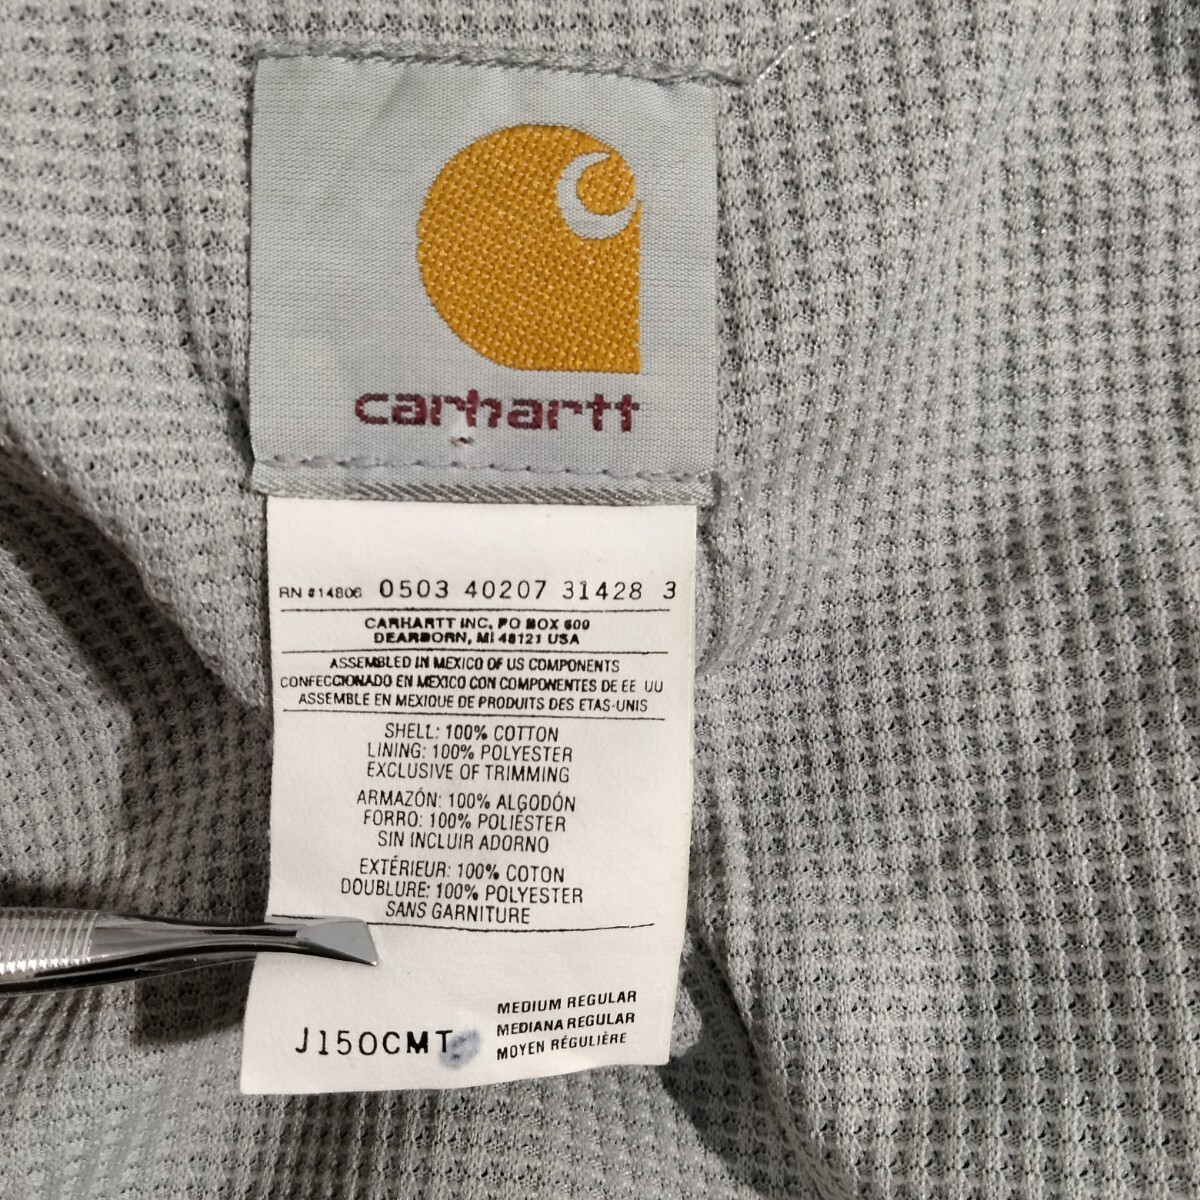 carhartt
RN #14806 0503 40207 31428 3
CARHARTT INC, PO BOX 600
DEARBORN, MI 48121 USA
ASSEMBLED IN MEXICO OF US COMPONENTS
CONFECCIONADO EN MEXICO CON COMPONENTES DE EE UU
ASSEMBLE EN MEXIQUE DE PRODUITS DES ETAS-UNIS
SHELL: 100% COTTON
LINING: 100% POLYESTER
EXCLUSIVE OF TRIMMING
ARMAZÓN: 100% ALGODÓN
FORRO: 100% POLIÉSTER
SIN INCLUIR ADORNO
EXTÉRIEUR: 100% COTON
DOUBLURE: 100% POLYESTER
SANS GARNITURE
MEDIUM REGULAR
J150CMT MEDIANA REGULAR
MOYEN RÉGULIÈRE